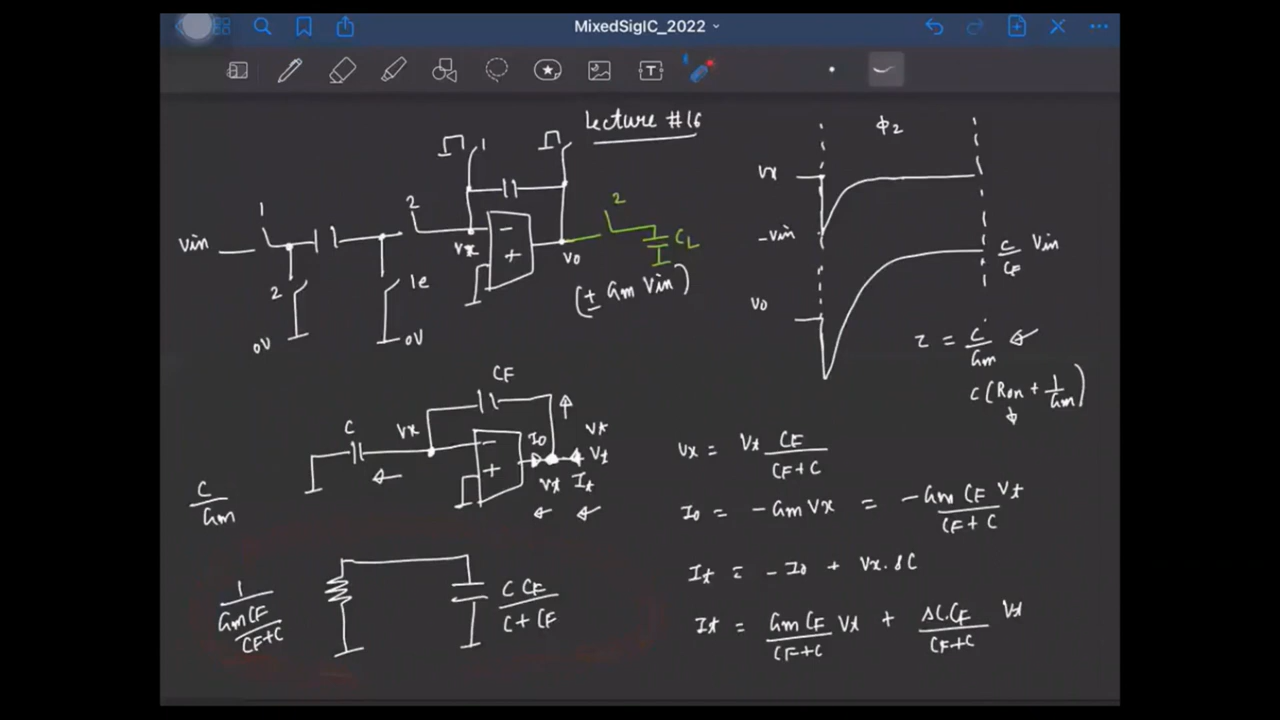 MixedSigIC_2022
Lecture #16
1
Φ2
Vx
2
1
2
Vin
-Vin
Vx
Vo
CL
C/CF Vin
2
1e
(± Gm Vin)
Vo
0V
0V
τ = C/Gm
C(Ron + 1/Gm)
CF
C
Vx
Io
Vt
Vt
Vt
It
C/Gm
Vx = Vt CF/(CF+C)
Io = -Gm Vx = -Gm CF Vt/(CF+C)
It = -Io + Vx.sC
1/(Gm CF/(CF+C))
C CF/(C+CF)
It = Gm CF/(CF+C) Vt + sC.CF/(CF+C) Vt